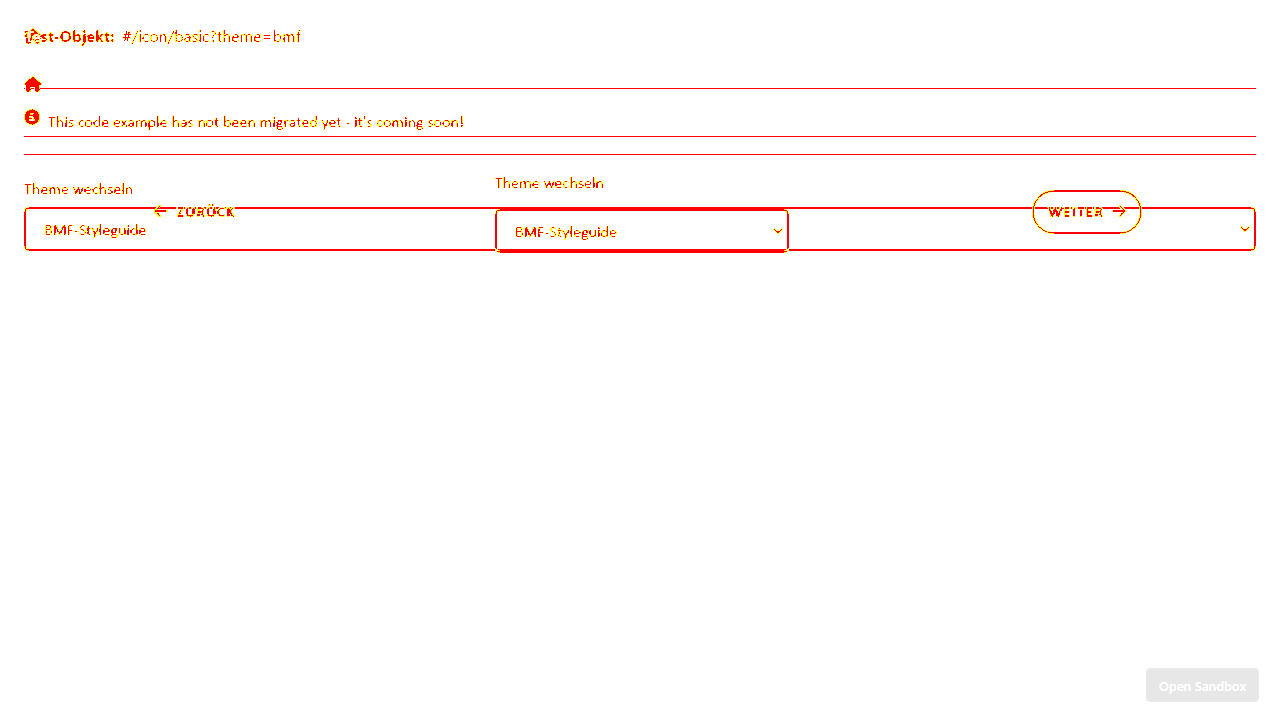 Test-Objekt: #/icon/basic?theme=bmf
This code example has not been migrated yet - it's coming soon!
Theme wechseln
Theme wechseln
ZURÜCK
WEITER
BMF-Styleguide
BMF-Styleguide
Open Sandbox